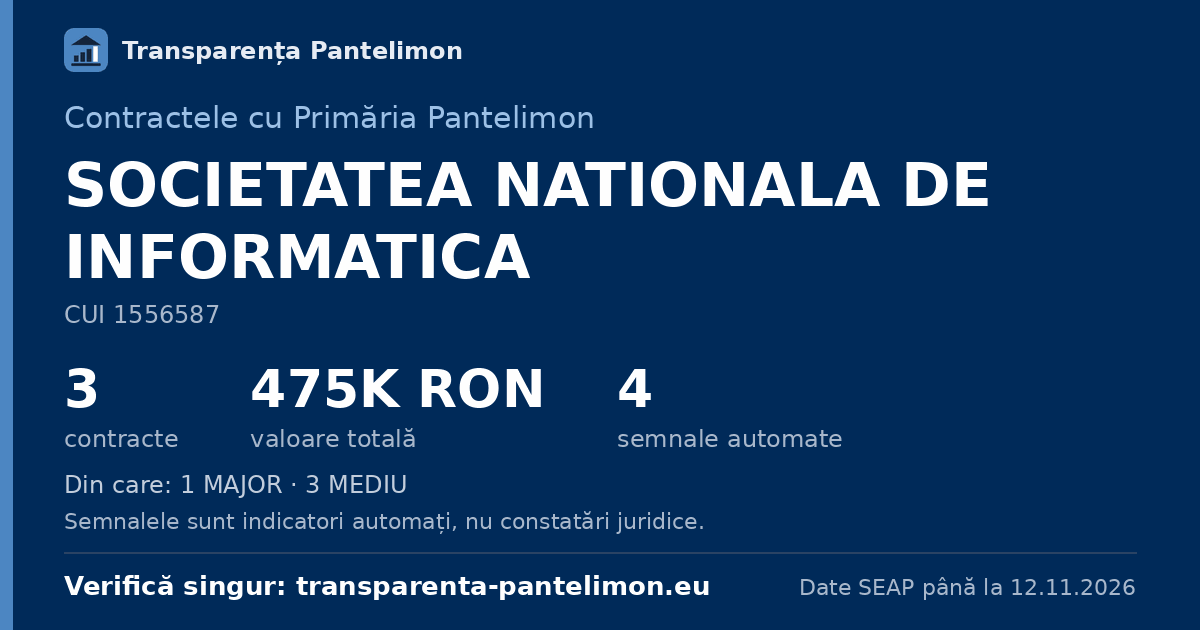 Transparența Pantelimon
Contractele cu Primăria Pantelimon
SOCIETATEA NATIONALA DE
INFORMATICA
CUI 1556587
3 475K RON 4
contracte valoare totală semnale automate
Din care: 1 MAJOR · 3 MEDIU
Semnalele sunt indicatori automați, nu constatări juridice.
Verifică singur: transparenta-pantelimon.eu Date SEAP până la 12.11.2026